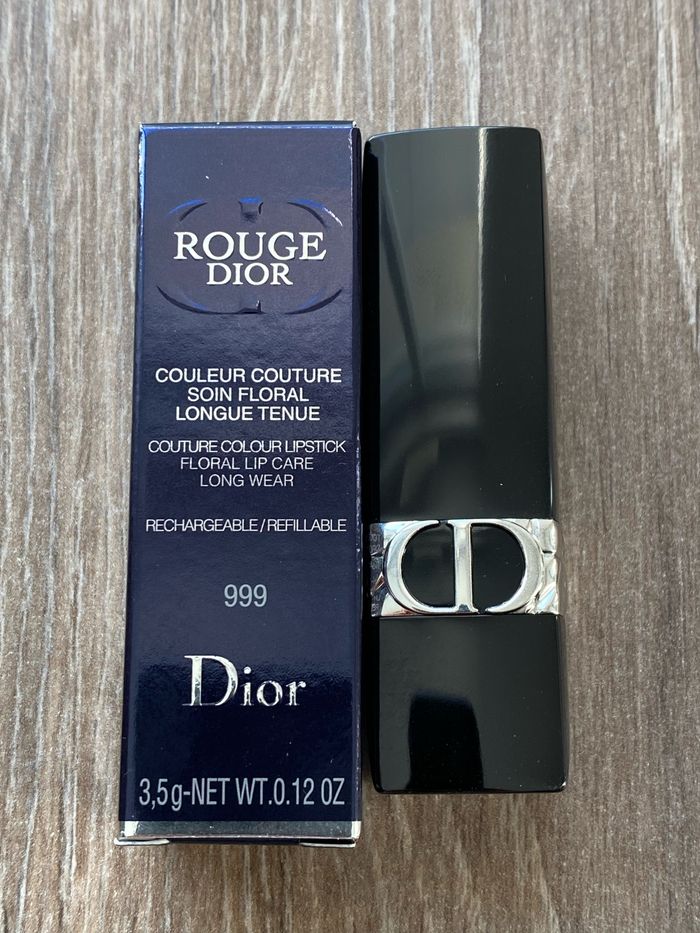 ROUGE
DIOR
COULEUR COUTURE
SOIN FLORAL
LONGUE TENUE
COUTURE COLOUR LIPSTICK
FLORAL LIP CARE
LONG WEAR
RECHARGEABLE/REFILLABLE
999
Dior
3,5g-NET WT.0.12 OZ
CD